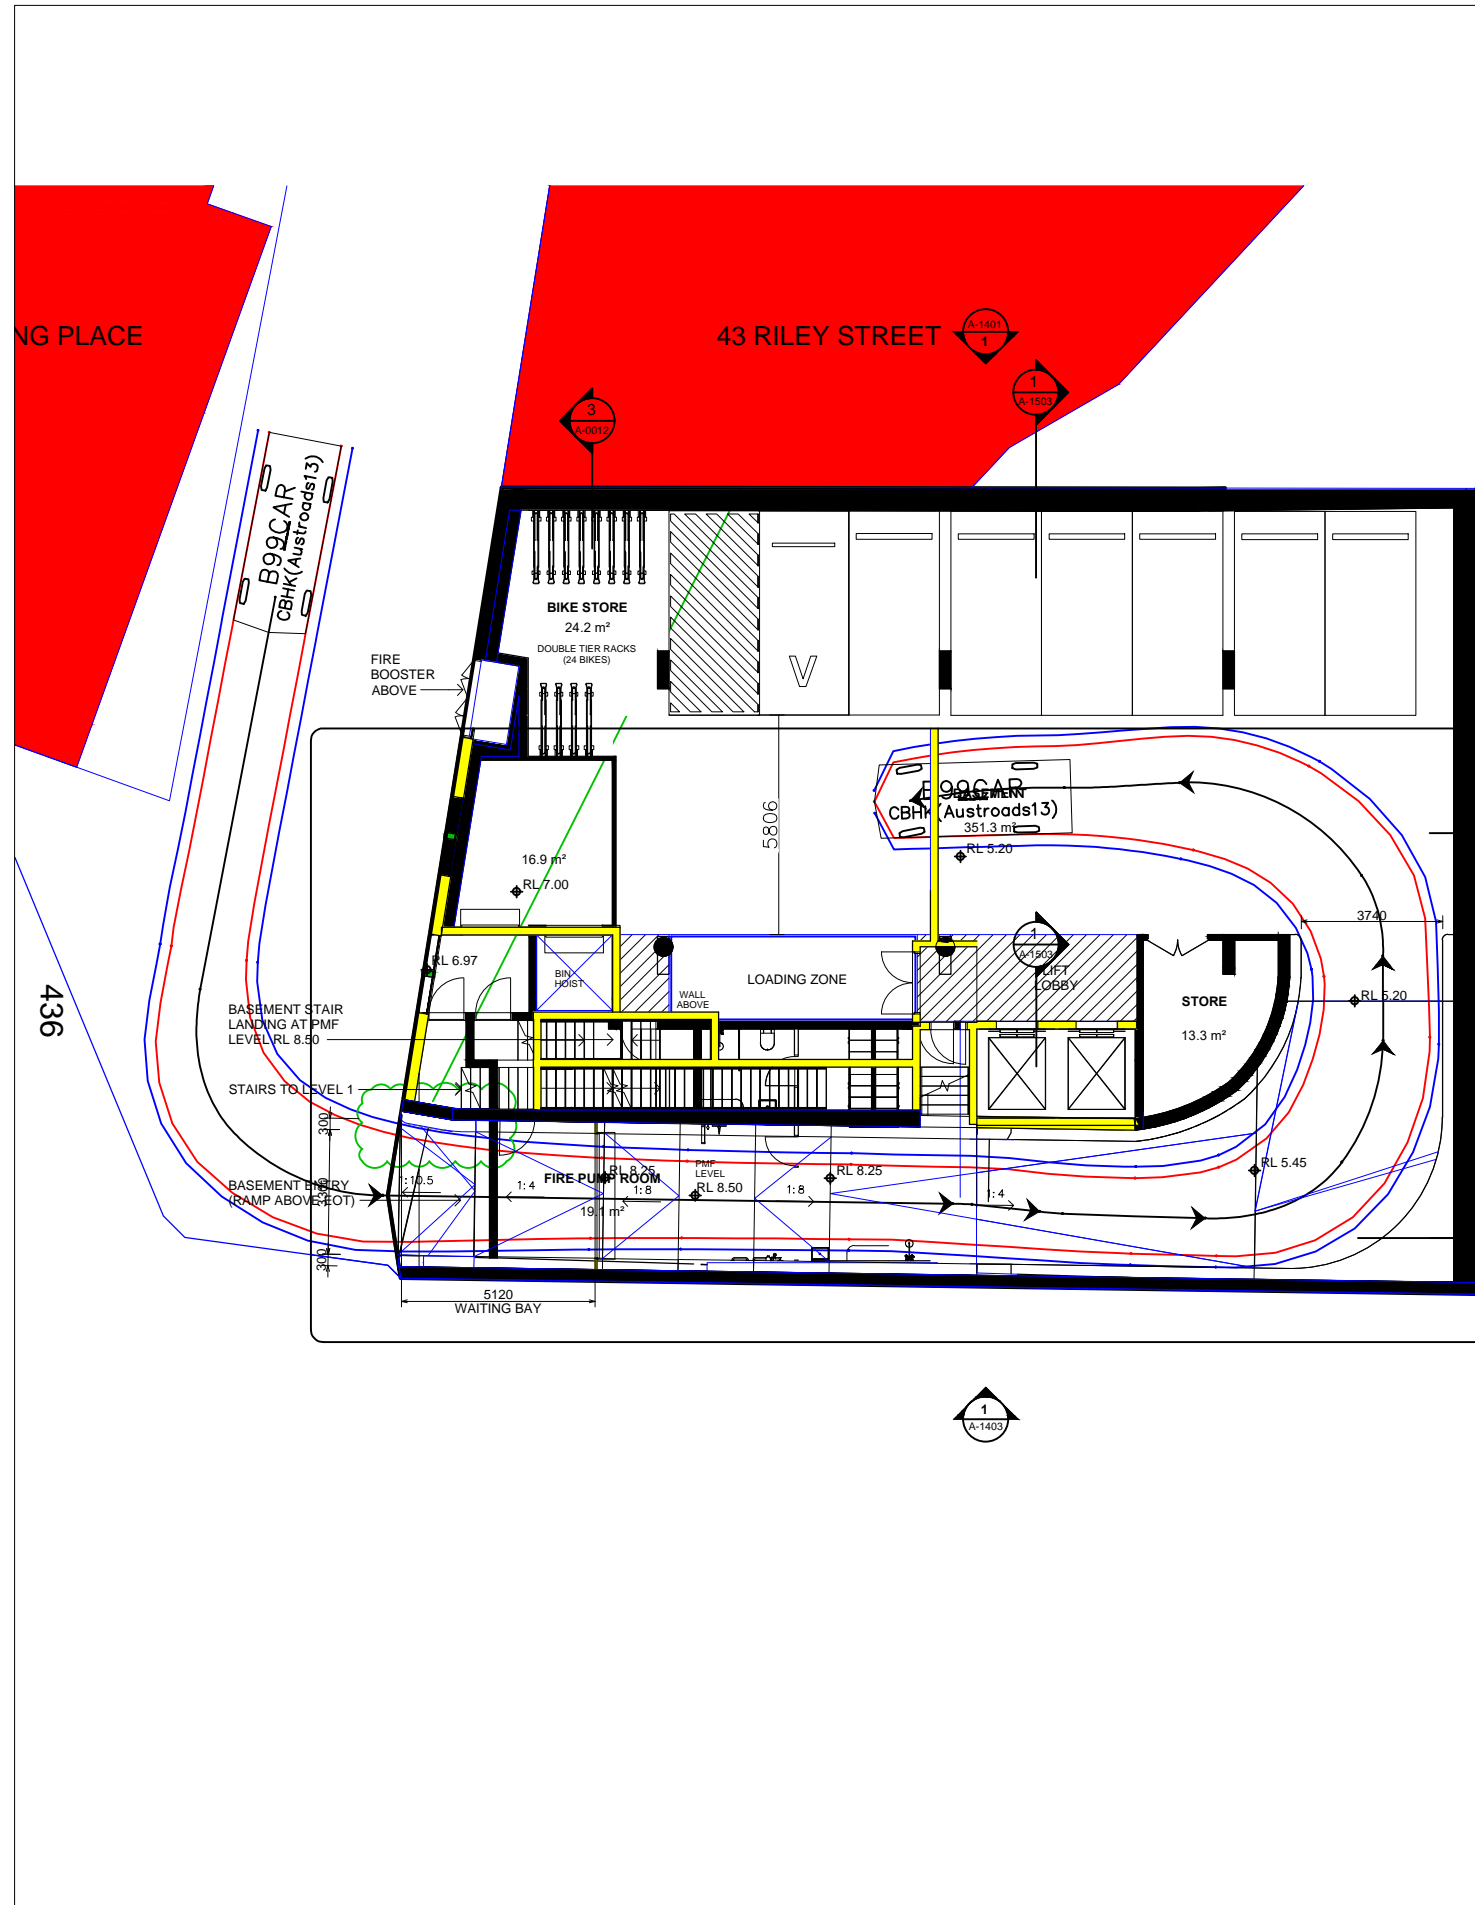 NG PLACE
43 RILEY STREET
A-1401
1
1
A-1503
3
A-0012
B99CAR
CBHK(Austroads13)
BIKE STORE
24.2 m²
DOUBLE TIER RACKS
(24 BIKES)
V
FIRE
BOOSTER
ABOVE
5806
B99CAR
BASEMENT
CBHK(Austroads13)
351.3 m²
RL 5.20
16.9 m²
RL 7.00
3740
RL 6.97
BIN
HOIST
WALL
ABOVE
LOADING ZONE
1
A-1503
LIFT
LOBBY
STORE
13.3 m²
RL 5.20
436
BASEMENT STAIR
LANDING AT PMF
LEVEL RL 8.50
STAIRS TO LEVEL 1
300
300
BASEMENT ENTRY
(RAMP ABOVE FOT)
1:10.5
1:4
FIRE PUMP ROOM
19.1 m²
RL 8.25
1:8
PMF
LEVEL
RL 8.50
1:8
RL 8.25
1:4
RL 5.45
5120
WAITING BAY
1
A-1403